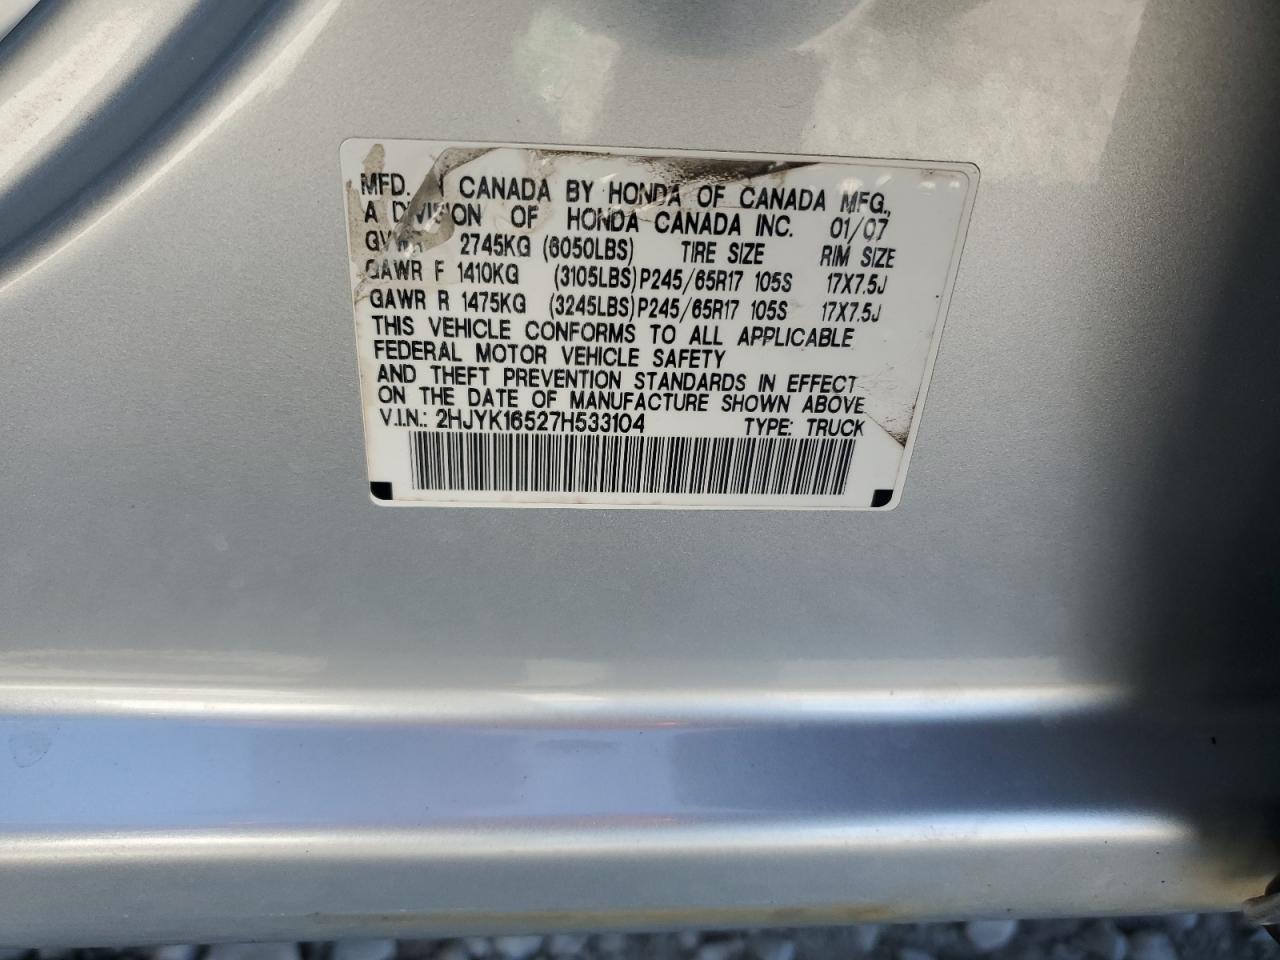 MFD. IN CANADA BY HONDA OF CANADA MFG.,
A DIVISION OF HONDA CANADA INC. 01/07
GVWR 2745KG (6050LBS) TIRE SIZE RIM SIZE
GAWR F 1410KG (3105LBS) P245/65R17 105S 17X7.5J
GAWR R 1475KG (3245LBS) P245/65R17 105S 17X7.5J
THIS VEHICLE CONFORMS TO ALL APPLICABLE
FEDERAL MOTOR VEHICLE SAFETY
AND THEFT PREVENTION STANDARDS IN EFFECT
ON THE DATE OF MANUFACTURE SHOWN ABOVE
V.I.N.: 2HJYK16527H533104 TYPE: TRUCK